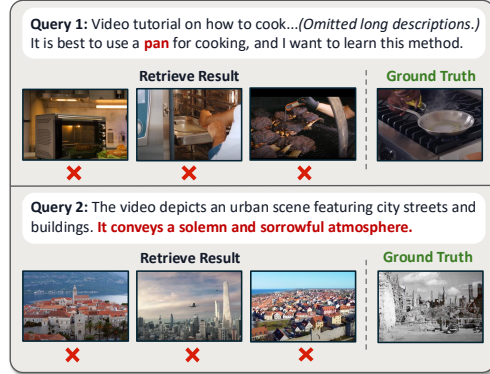 Query 1: Video tutorial on how to cook...(Omitted long descriptions.)
It is best to use a pan for cooking, and I want to learn this method.
Retrieve Result
Ground Truth
Query 2: The video depicts an urban scene featuring city streets and
buildings. It conveys a solemn and sorrowful atmosphere.
Retrieve Result
Ground Truth